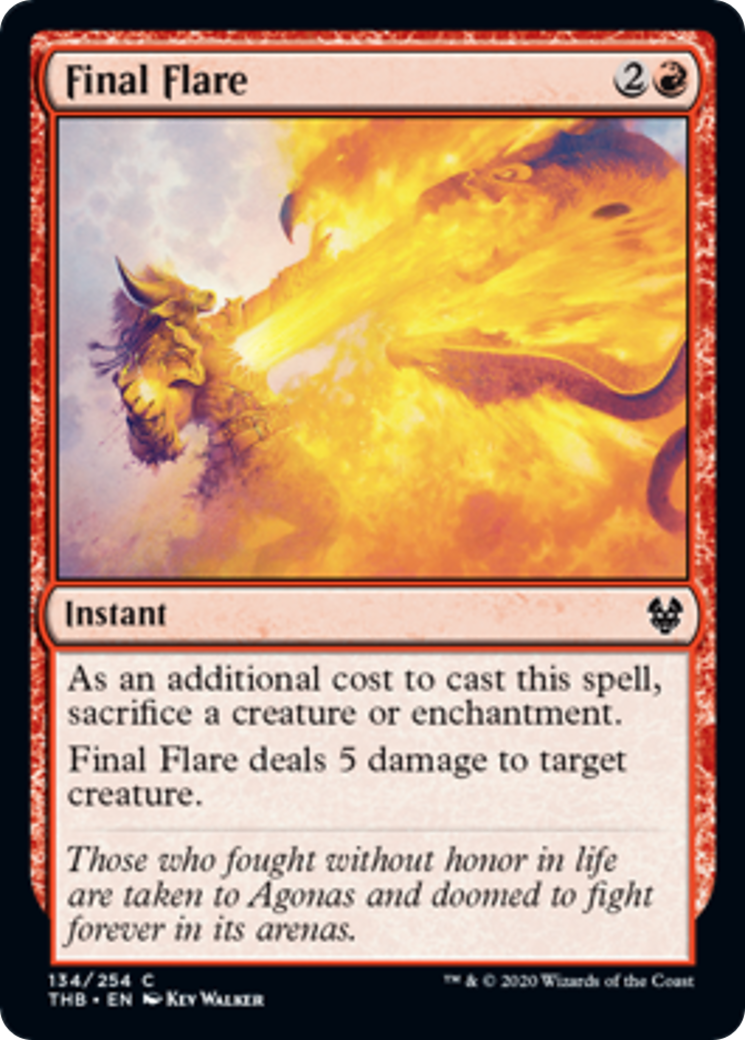 Final Flare 2
Instant
As an additional cost to cast this spell,
sacrifice a creature or enchantment.
Final Flare deals 5 damage to target
creature.
Those who fought without honor in life
are taken to Agonas and doomed to fight
forever in its arenas.
134/254 C
™ & © 2020 Wizards of the Coast
THB • EN Kev Walker